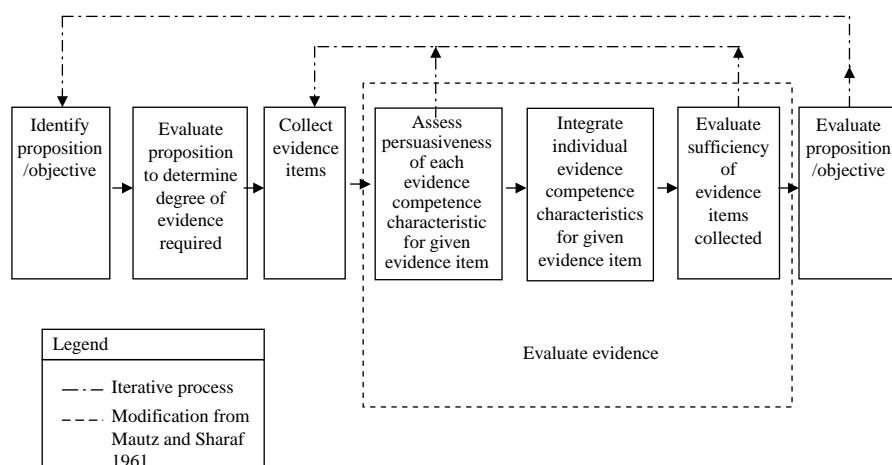 Identify
proposition
/objective
Evaluate
proposition
to determine
degree of
evidence
required
Collect
evidence
items
Assess
persuasiveness
of each
evidence
competence
characteristic
for given
evidence item
Integrate
individual
evidence
competence
characteristics
for given
evidence item
Evaluate
sufficiency
of
evidence
items
collected
Evaluate
proposition
/objective
Evaluate evidence
Legend
Iterative process
Modification from
Mautz and Sharaf
1961